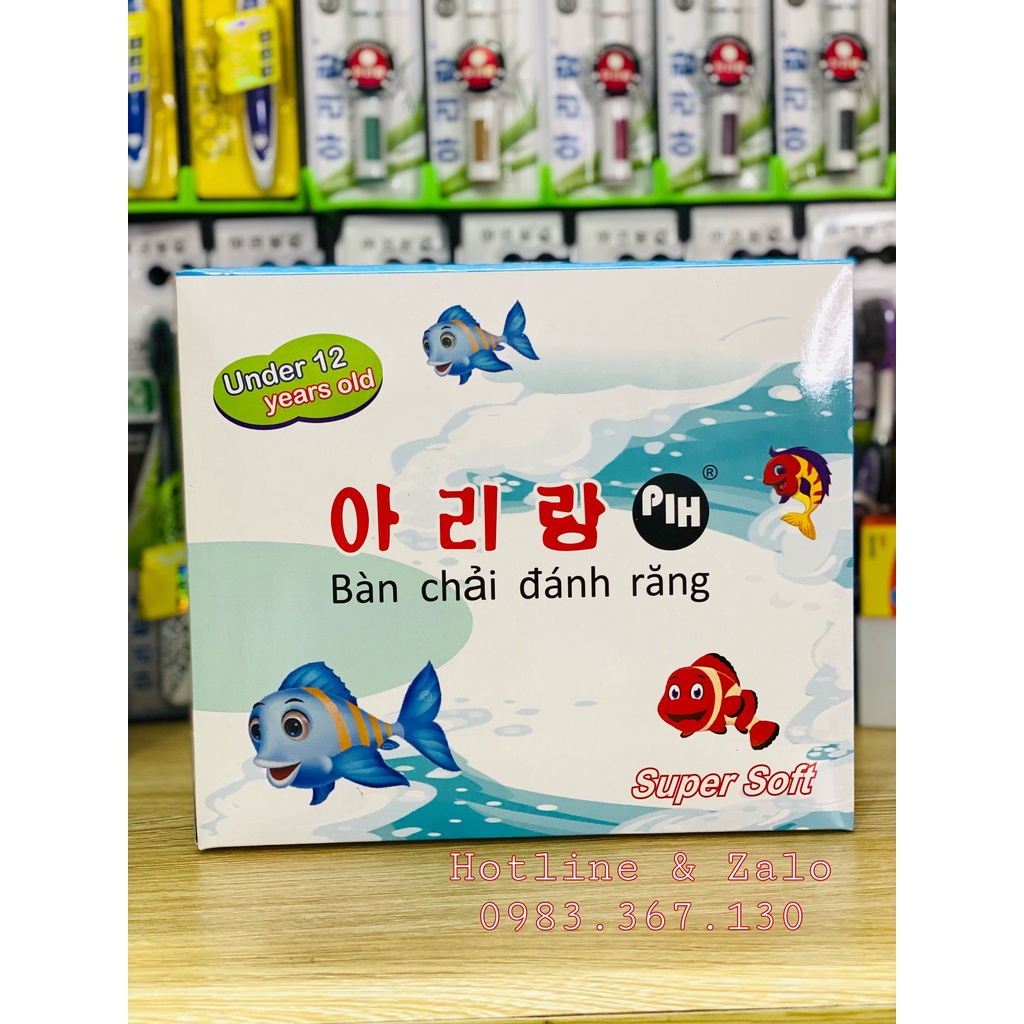 Under 12
years old
아리랑 PIH ®
Bàn chải đánh răng
Super Soft
Hotline & Zalo
0983.367.130